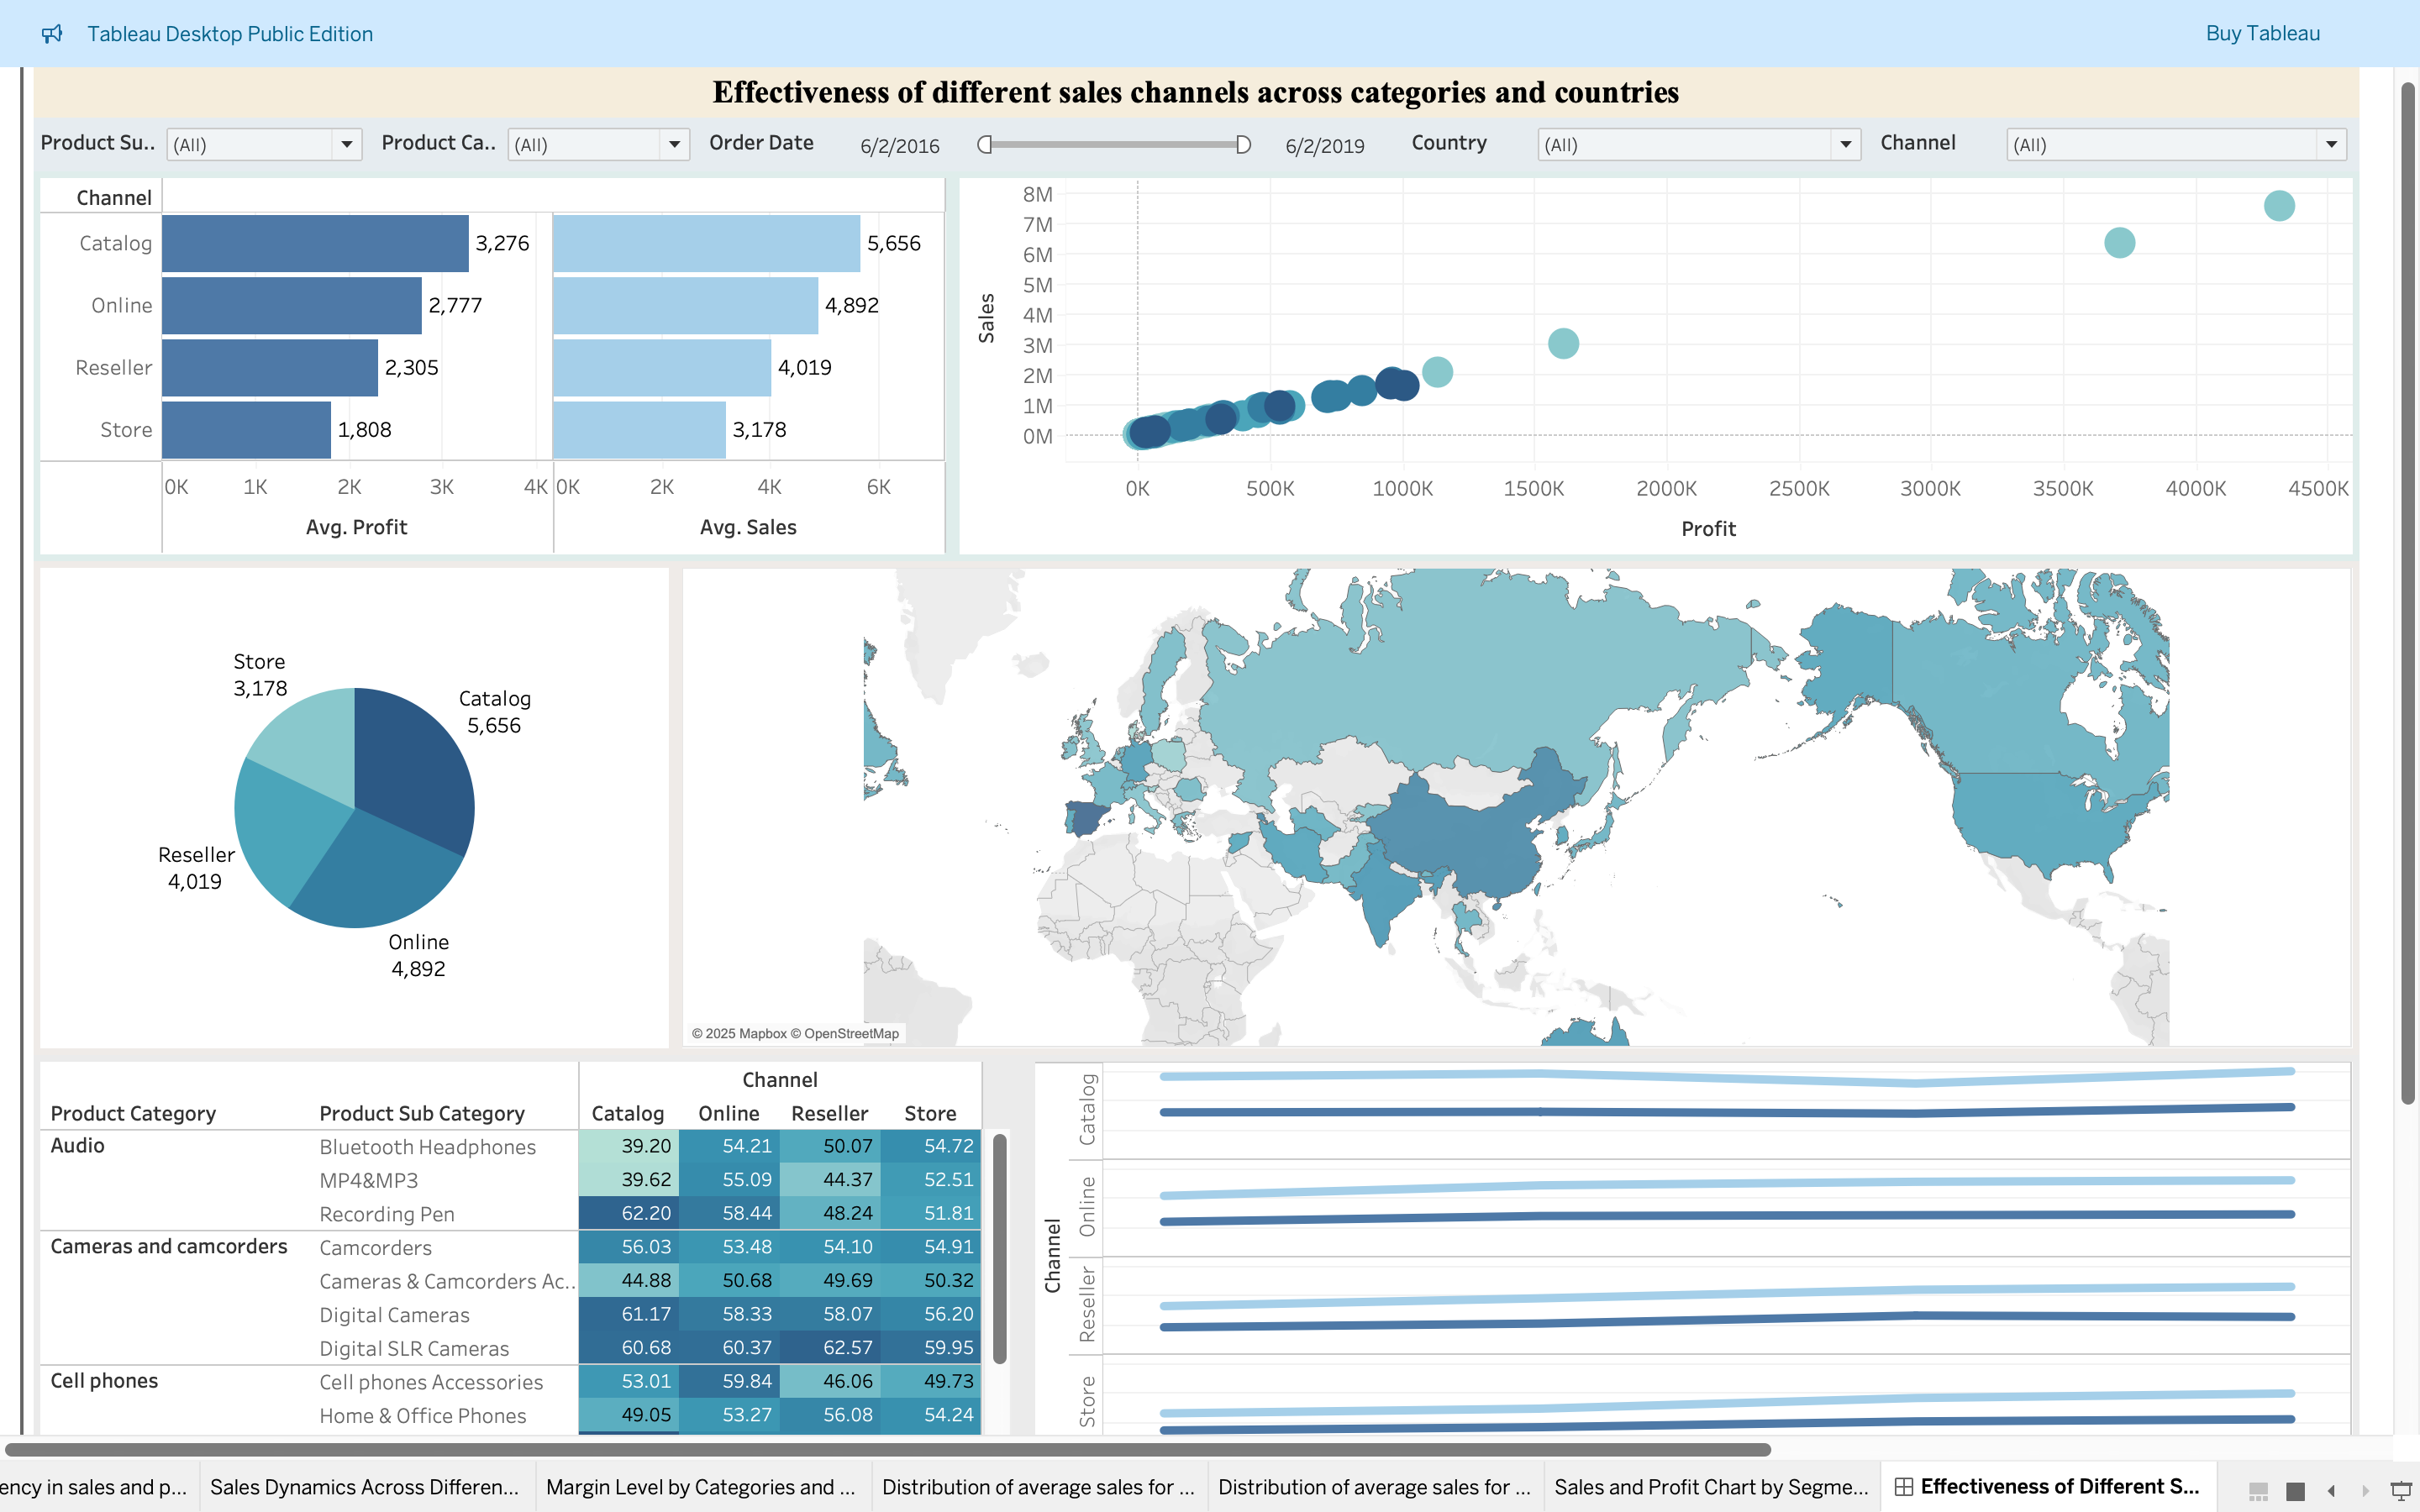 Tableau Desktop Public Edition
Buy Tableau
Effectiveness of different sales channels across categories and countries
Product Su.. (All) Product Ca.. (All) Order Date 6/2/2016 6/2/2019 Country (All) Channel (All)
Channel
Catalog 3,276 5,656
Online 2,777 4,892
Reseller 2,305 4,019
Store 1,808 3,178
0K 1K 2K 3K 4K 0K 2K 4K 6K
Avg. Profit Avg. Sales
8M
7M
6M
5M
4M
3M
2M
1M
0M
Sales
0K 500K 1000K 1500K 2000K 2500K 3000K 3500K 4000K 4500K
Profit
Store
3,178
Catalog
5,656
Reseller
4,019
Online
4,892
© 2025 Mapbox © OpenStreetMap
Channel
Product Category Product Sub Category Catalog Online Reseller Store
Audio Bluetooth Headphones 39.20 54.21 50.07 54.72
MP4&MP3 39.62 55.09 44.37 52.51
Recording Pen 62.20 58.44 48.24 51.81
Cameras and camcorders Camcorders 56.03 53.48 54.10 54.91
Cameras & Camcorders Ac.. 44.88 50.68 49.69 50.32
Digital Cameras 61.17 58.33 58.07 56.20
Digital SLR Cameras 60.68 60.37 62.57 59.95
Cell phones Cell phones Accessories 53.01 59.84 46.06 49.73
Home & Office Phones 49.05 53.27 56.08 54.24
Channel
Catalog
Online
Reseller
Store
ency in sales and p... Sales Dynamics Across Differen... Margin Level by Categories and ... Distribution of average sales for ... Distribution of average sales for ... Sales and Profit Chart by Segme... Effectiveness of Different S...